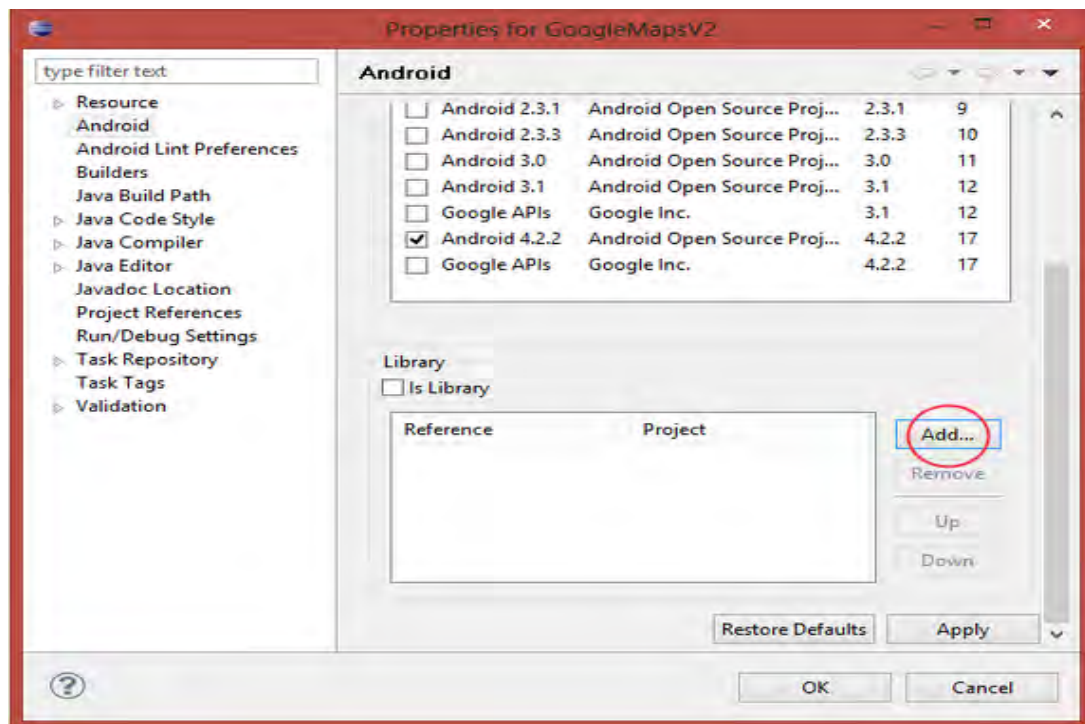 Properties for GoogleMapsV2
type filter text
Resource
Android
Android Lint Preferences
Builders
Java Build Path
Java Code Style
Java Compiler
Java Editor
Javadoc Location
Project References
Run/Debug Settings
Task Repository
Task Tags
Validation
Android
Android 2.3.1 Android Open Source Proj... 2.3.1 9
Android 2.3.3 Android Open Source Proj... 2.3.3 10
Android 3.0 Android Open Source Proj... 3.0 11
Android 3.1 Android Open Source Proj... 3.1 12
Google APIs Google Inc. 3.1 12
Android 4.2.2 Android Open Source Proj... 4.2.2 17
Google APIs Google Inc. 4.2.2 17
Library
Is Library
Reference Project
Add...
Remove
Up
Down
Restore Defaults Apply
OK Cancel